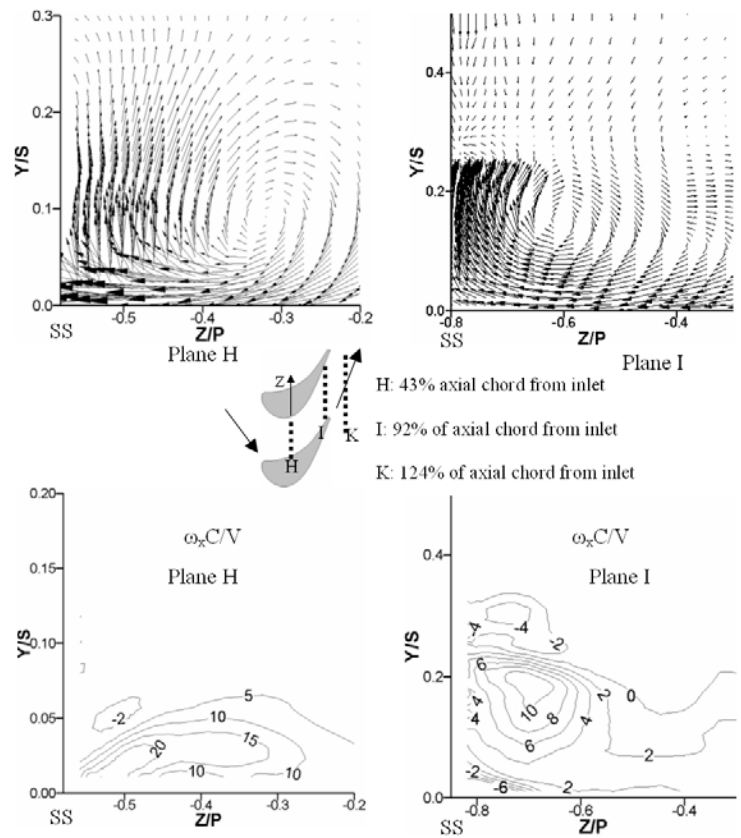 0.3
0.2
0.1
0.0
Y/S
-0.5
-0.4
-0.3
-0.2
Z/P
SS
Plane H
0.4
0.2
0.0
Y/S
-0.8
-0.6
-0.4
Z/P
SS
Plane I
Z
H
I
K
H: 43% axial chord from inlet
I: 92% of axial chord from inlet
K: 124% of axial chord from inlet
0.20
0.15
0.10
0.05
0.00
Y/S
ωxC/V
Plane H
-2
5
10
15
20
10
10
-0.5
-0.4
-0.3
-0.2
Z/P
SS
0.4
0.2
0.0
Y/S
ωxC/V
Plane I
-4
-4
-2
6
2
0
4
10
8
4
4
6
2
-2
-6
2
-0.8
-0.6
-0.4
Z/P
SS